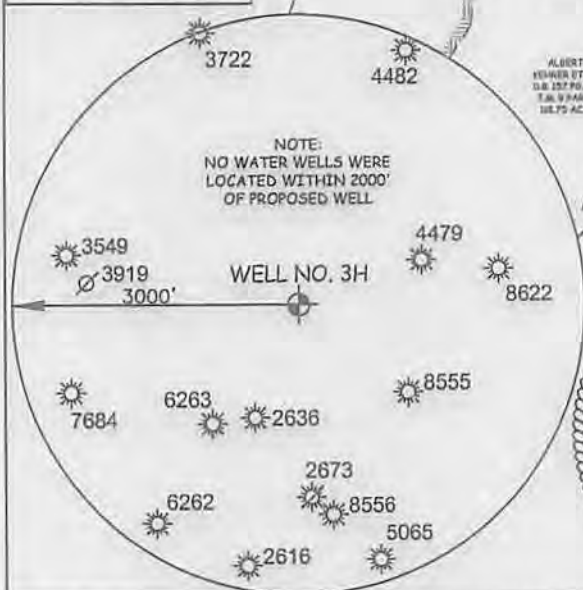 3722
4482
ALBERT
NOTE:
NO WATER WELLS WERE
LOCATED WITHIN 2000'
OF PROPOSED WELL
3549
4479
3919
WELL NO. 3H
8622
3000'
8555
6263
2636
7684
2673
8556
6262
5065
2616